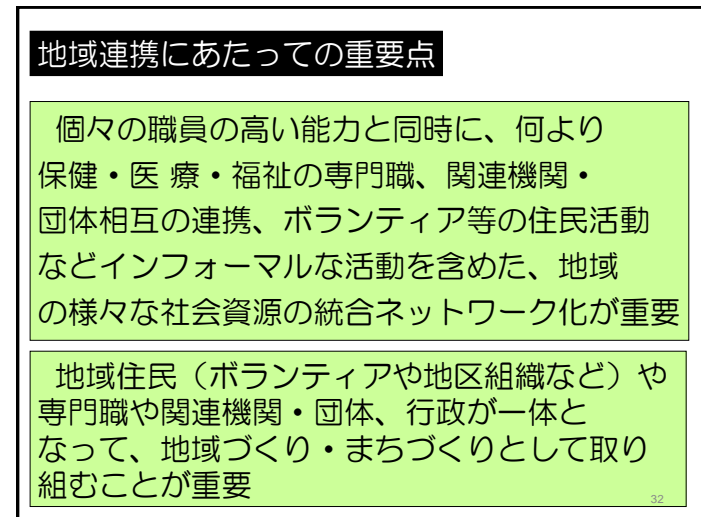 地域連携にあたっての重要点
個々の職員の高い能力と同時に、何より
保健・医 療・福祉の専門職、関連機関・
団体相互の連携、ボランティア等の住民活動
などインフォーマルな活動を含めた、地域
の様々な社会資源の統合ネットワーク化が重要
地域住民（ボランティアや地区組織など）や
専門職や関連機関・団体、行政が一体と
なって、地域づくり・まちづくりとして取り
組むことが重要
32